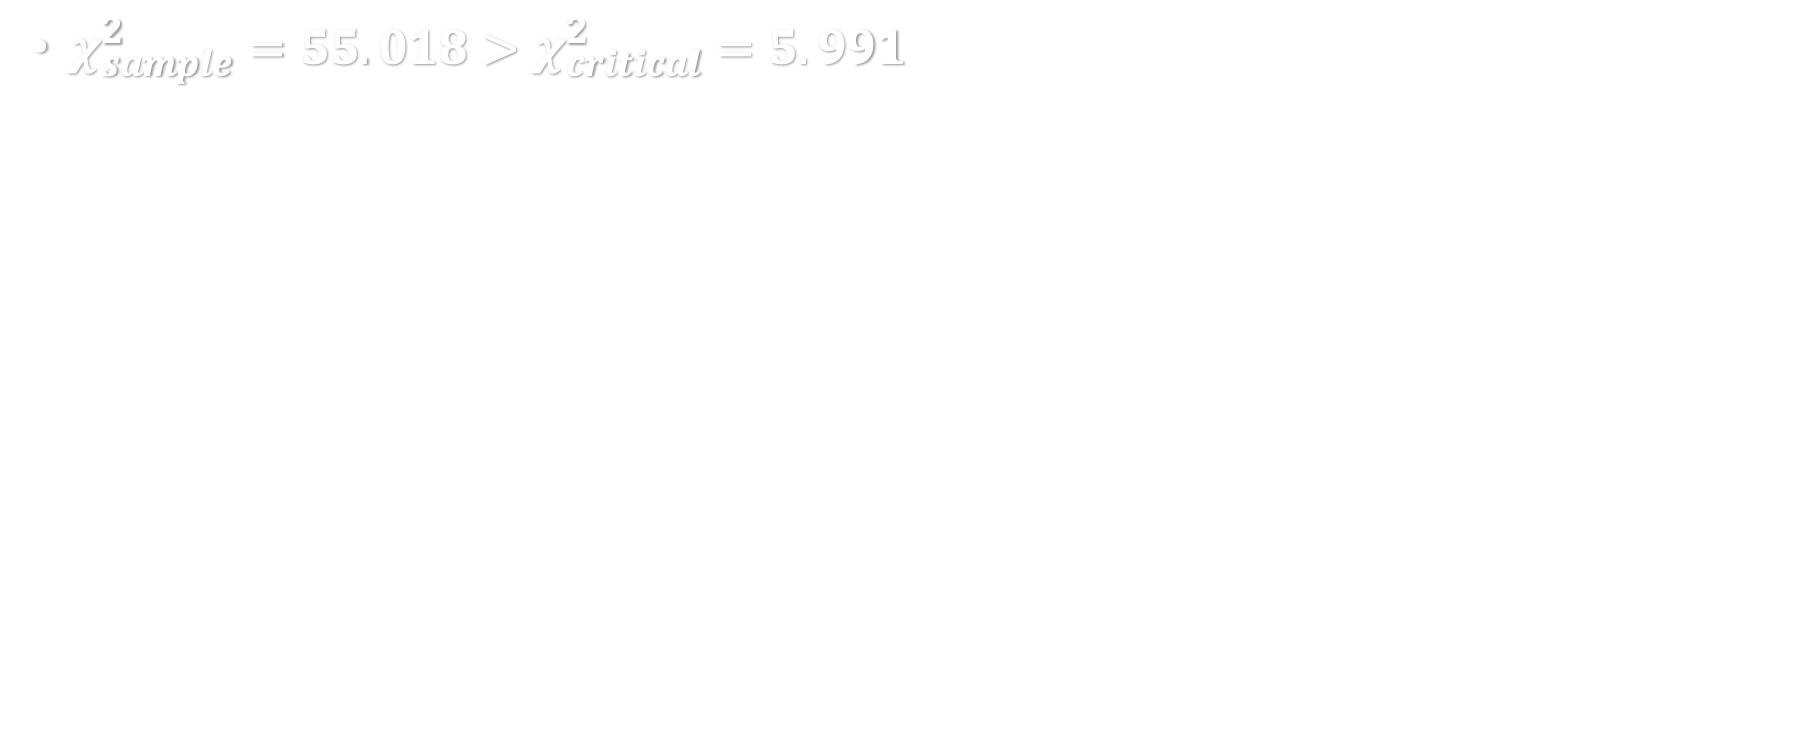 • χ²sample = 55.018 > χ²critical = 5.991